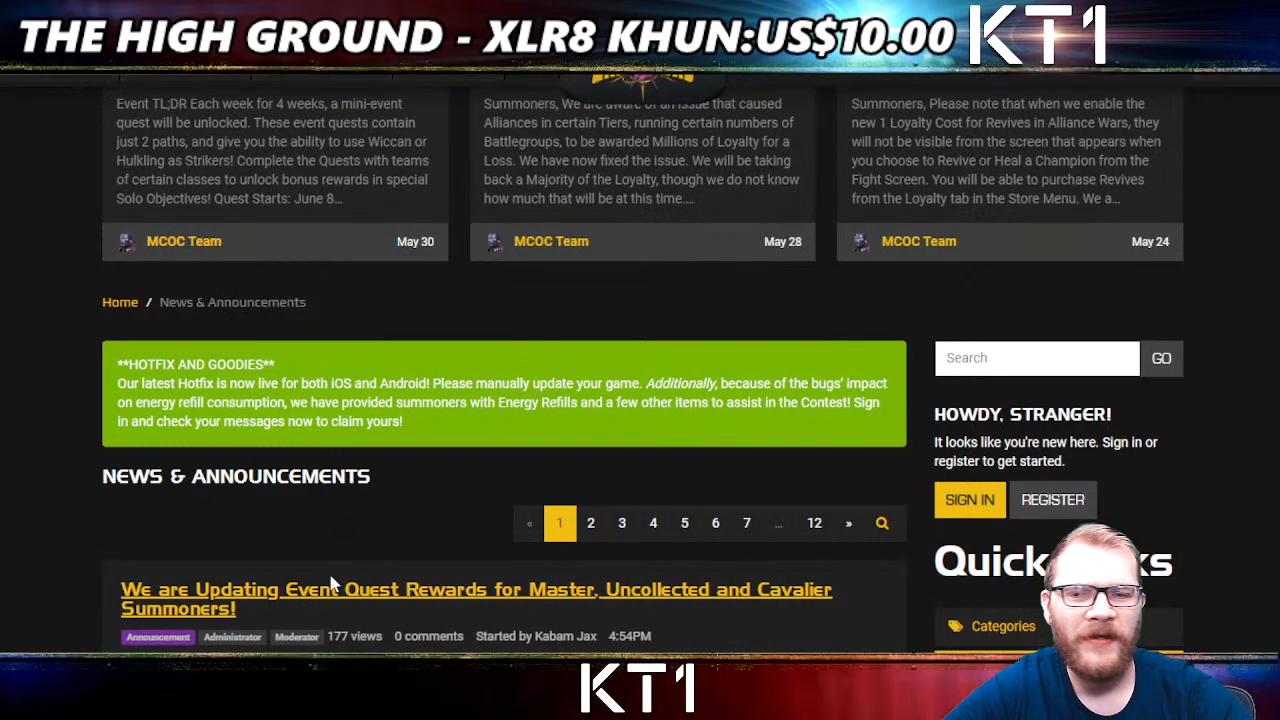 THE HIGH GROUND - XLR8 KHUN:US$10.00 KT1
Event TL;DR Each week for 4 weeks, a mini-event
quest will be unlocked. These event quests contain
just 2 paths, and give you the ability to use Wiccan or
Hulkling as Strikers! Complete the Quests with teams
of certain classes to unlock bonus rewards in special
Solo Objectives! Quest Starts: June 8...
MCOC Team May 30
Summoners, We are aware of an issue that caused
Alliances in certain Tiers, running certain numbers of
Battlegroups, to be awarded Millions of Loyalty for a
Loss. We have now fixed the issue. We will be taking
back a Majority of the Loyalty, though we do not know
how much that will be at this time....
MCOC Team May 28
Summoners, Please note that when we enable the
new 1 Loyalty Cost for Revives in Alliance Wars, they
will not be visible from the screen that appears when
you choose to Revive or Heal a Champion from the
Fight Screen. You will be able to purchase Revives
from the Loyalty tab in the Store Menu. We a...
MCOC Team May 24
Home / News & Announcements
**HOTFIX AND GOODIES**
Our latest Hotfix is now live for both iOS and Android! Please manually update your game. Additionally, because of the bugs' impact
on energy refill consumption, we have provided summoners with Energy Refills and a few other items to assist in the Contest! Sign
in and check your messages now to claim yours!
NEWS & ANNOUNCEMENTS
« 1 2 3 4 5 6 7 ... 12 »
We are Updating Event Quest Rewards for Master, Uncollected and Cavalier
Summoners!
Announcement Administrator Moderator 177 views 0 comments Started by Kabam Jax 4:54PM
Search GO
HOWDY, STRANGER!
It looks like you're new here. Sign in or
register to get started.
SIGN IN REGISTER
Categories
KT1